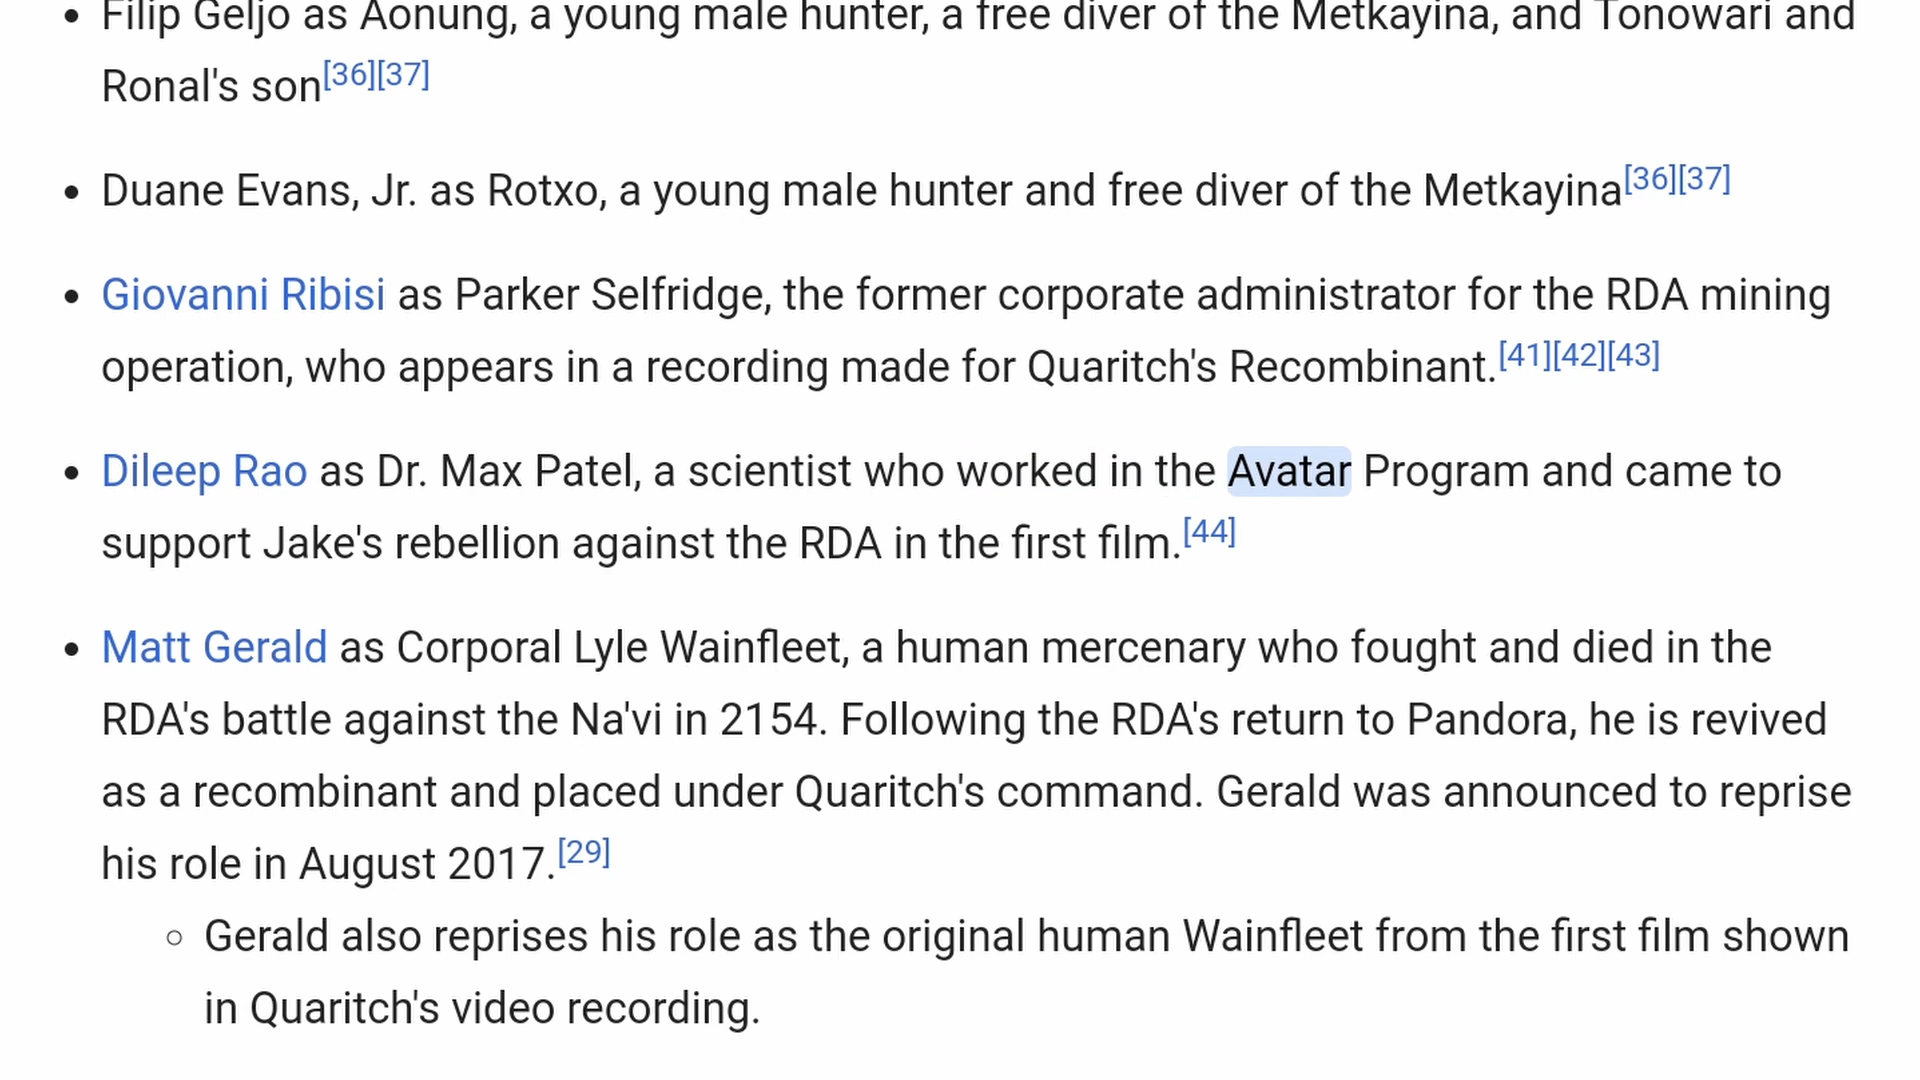 Filip Geljo as Aonung, a young male hunter, a free diver of the Metkayina, and Tonowari and
Ronal's son[36][37]
Duane Evans, Jr. as Rotxo, a young male hunter and free diver of the Metkayina[36][37]
Giovanni Ribisi as Parker Selfridge, the former corporate administrator for the RDA mining
operation, who appears in a recording made for Quaritch's Recombinant.[41][42][43]
Dileep Rao as Dr. Max Patel, a scientist who worked in the Avatar Program and came to
support Jake's rebellion against the RDA in the first film.[44]
Matt Gerald as Corporal Lyle Wainfleet, a human mercenary who fought and died in the
RDA's battle against the Na'vi in 2154. Following the RDA's return to Pandora, he is revived
as a recombinant and placed under Quaritch's command. Gerald was announced to reprise
his role in August 2017.[29]
Gerald also reprises his role as the original human Wainfleet from the first film shown
in Quaritch's video recording.